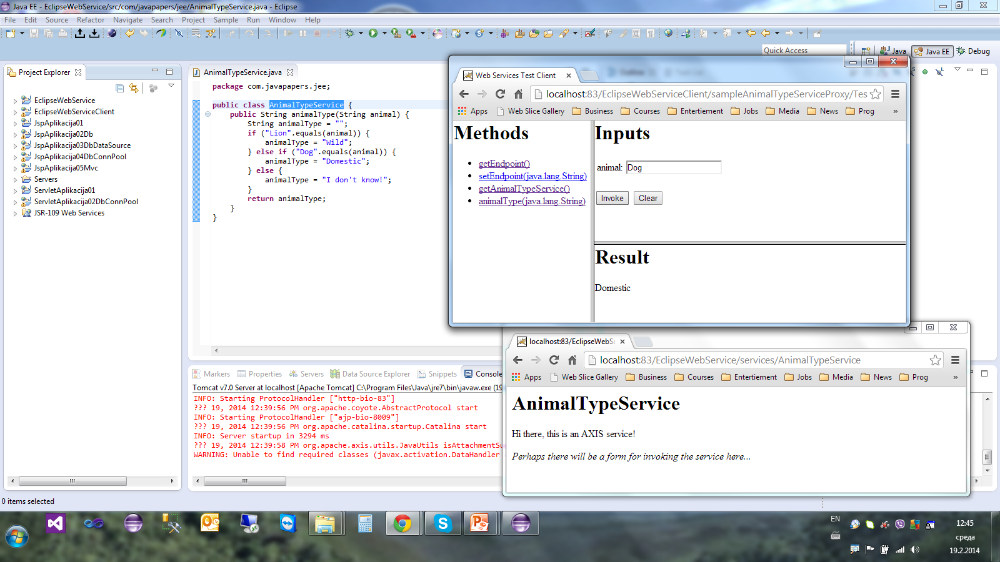 Java EE - EclipseWebService/src/com/javapapers/jee/AnimalTypeService.java - Eclipse
File Edit Source Refactor Navigate Search Project Sample Run Window Help
Quick Access
Java Java EE Debug
Project Explorer
EclipseWebService
EclipseWebServiceClient
JspAplikacija01
JspAplikacija02Db
JspAplikacija03DbDataSource
JspAplikacija04DbConnPool
JspAplikacija05Mvc
Servers
ServletAplikacija01
ServletAplikacija02DbConnPool
JSR-109 Web Services
AnimalTypeService.java
package com.javapapers.jee;
public class AnimalTypeService {
public String animalType(String animal) {
String animalType = "";
if ("Lion".equals(animal)) {
animalType = "Wild";
} else if ("Dog".equals(animal)) {
animalType = "Domestic";
} else {
animalType = "I don't know!";
}
return animalType;
}
}
Web Services Test Client
localhost:83/EclipseWebServiceClient/sampleAnimalTypeServiceProxy/Tes
Apps Web Slice Gallery Business Courses Entertiement Jobs Media News Prog »
Methods
getEndpoint()
setEndpoint(java.lang.String)
getAnimalTypeService()
animalType(java.lang.String)
Inputs
animal: Dog
Invoke Clear
Result
Domestic
localhost:83/EclipseWebS
localhost:83/EclipseWebService/services/AnimalTypeService
Apps Web Slice Gallery Business Courses Entertiement Jobs Media News Prog »
AnimalTypeService
Hi there, this is an AXIS service!
Perhaps there will be a form for invoking the service here...
Markers Properties Servers Data Source Explorer Snippets Console
Tomcat v7.0 Server at localhost [Apache Tomcat] C:\Program Files\Java\jre7\bin\javaw.exe (19
INFO: Starting ProtocolHandler ["http-bio-83"]
??? 19, 2014 12:39:56 PM org.apache.coyote.AbstractProtocol start
INFO: Starting ProtocolHandler ["ajp-bio-8009"]
??? 19, 2014 12:39:56 PM org.apache.catalina.startup.Catalina start
INFO: Server startup in 3294 ms
??? 19, 2014 12:39:58 PM org.apache.axis.utils.JavaUtils isAttachmentSu
WARNING: Unable to find required classes (javax.activation.DataHandler
0 items selected
EN
12:45
среда
19.2.2014